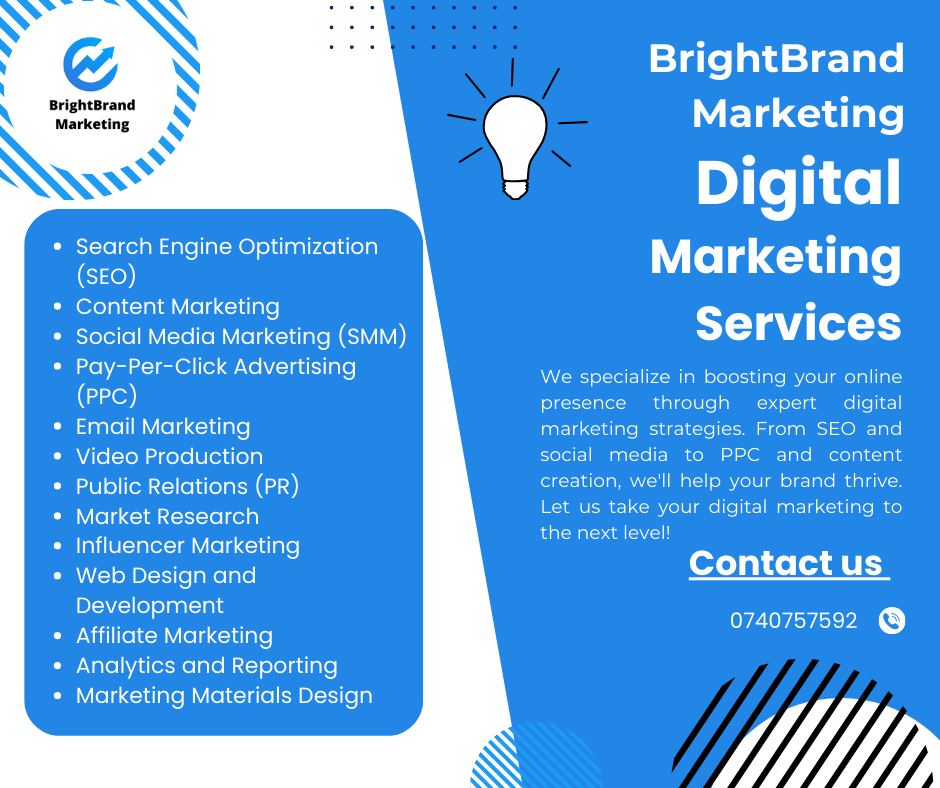 BrightBrand
Marketing
• Search Engine Optimization
(SEO)
• Content Marketing
• Social Media Marketing (SMM)
• Pay-Per-Click Advertising
(PPC)
• Email Marketing
• Video Production
• Public Relations (PR)
• Market Research
• Influencer Marketing
• Web Design and
Development
• Affiliate Marketing
• Analytics and Reporting
• Marketing Materials Design
BrightBrand
Marketing
Digital
Marketing
Services
We specialize in boosting your online
presence through expert digital
marketing strategies. From SEO and
social media to PPC and content
creation, we'll help your brand thrive.
Let us take your digital marketing to
the next level!
Contact us
0740757592